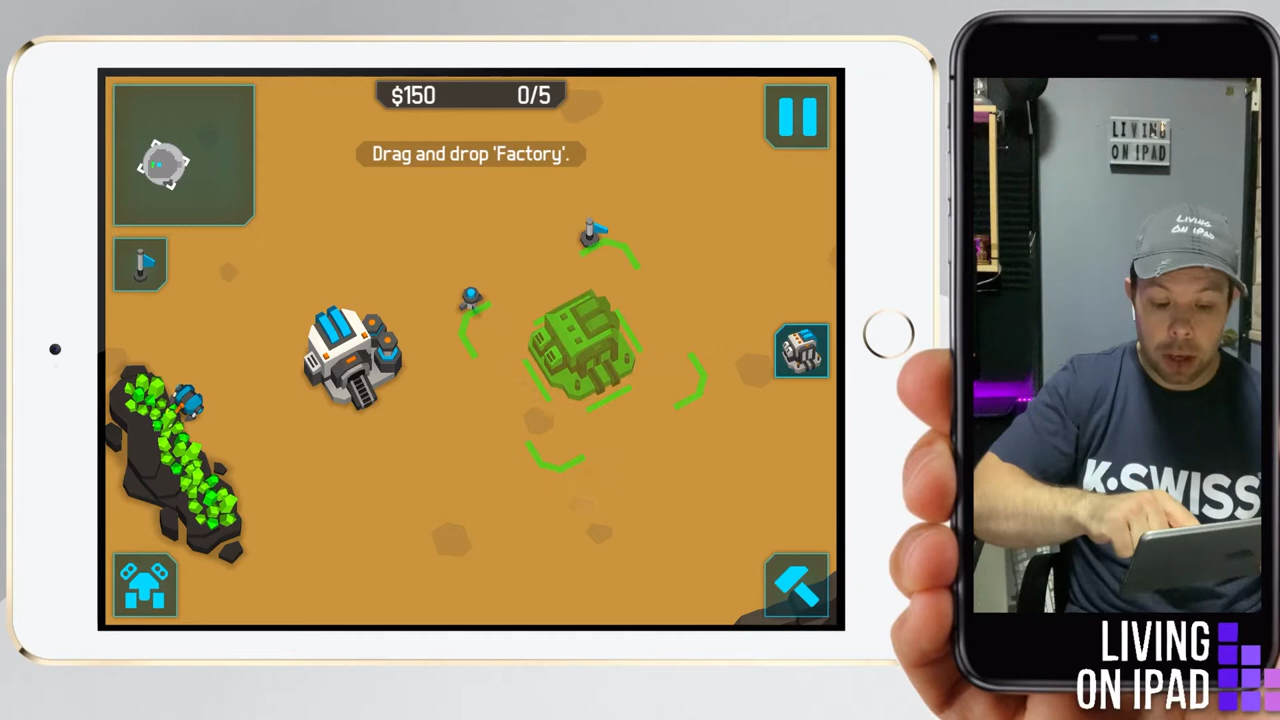 $150 0/5
Drag and drop 'Factory'.
LIVING
ON IPAD
LIVING
ON IPAD
K·SWISS
LIVING
ON IPAD